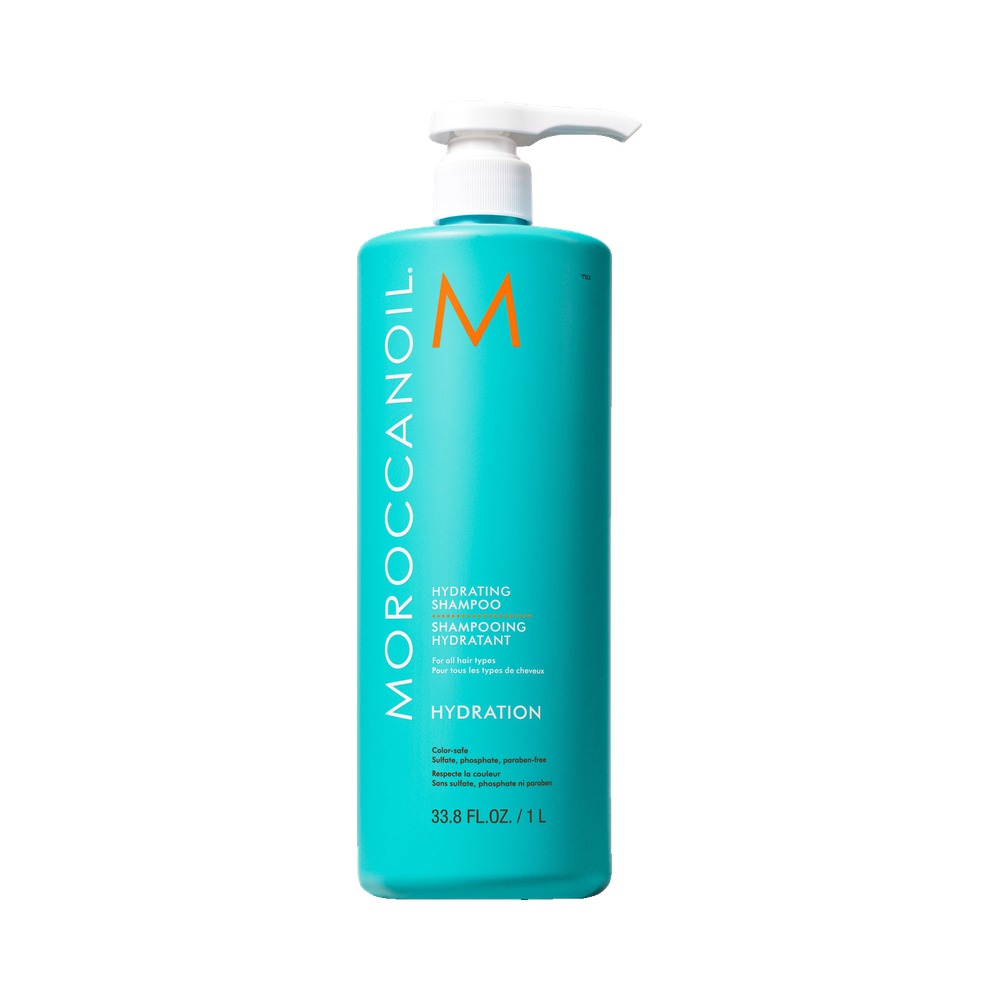 MOROCCANOIL.
M
HYDRATING
SHAMPOO
SHAMPOOING
HYDRATANT
For all hair types
Pour tous les types de cheveux
HYDRATION
Color-safe
Sulfate, phosphate, paraben-free
Respecte la couleur
Sans sulfate, phosphate ni paraben
33.8 FL.OZ. / 1 L